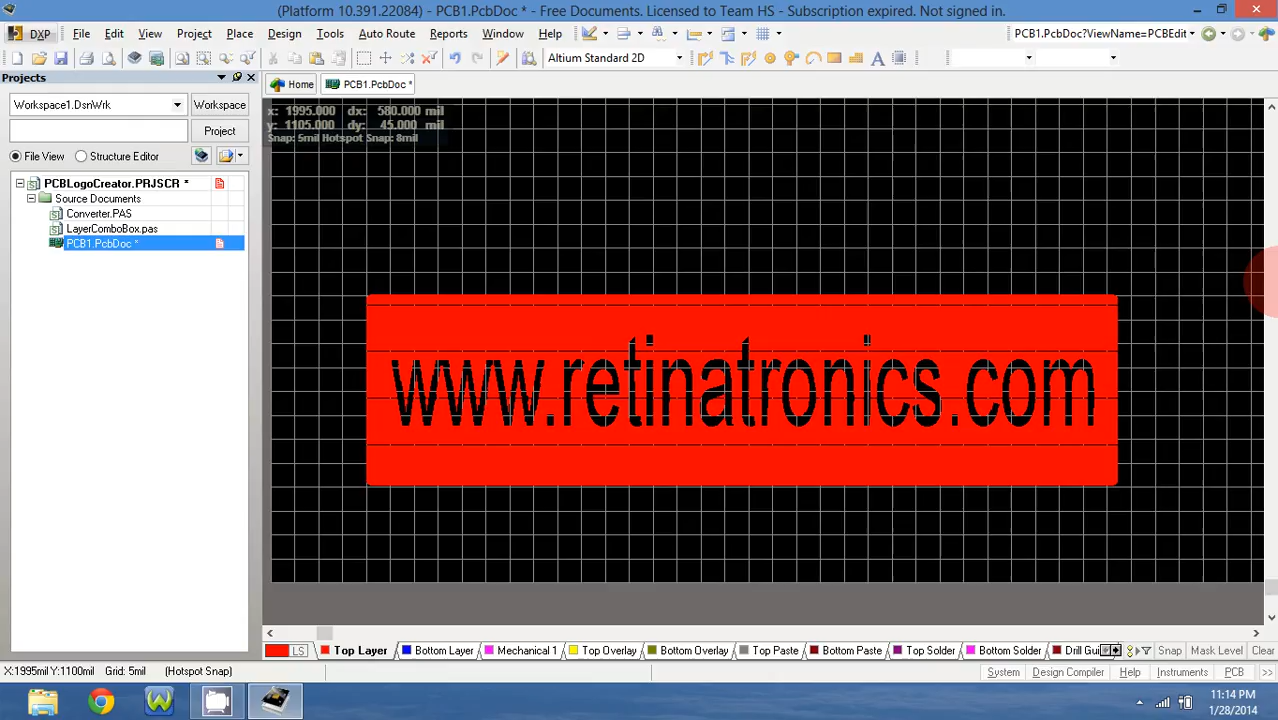 (Platform 10.391.22084) - PCB1.PcbDoc * - Free Documents. Licensed to Team HS - Subscription expired. Not signed in.
DXP File Edit View Project Place Design Tools Auto Route Reports Window Help PCB1.PcbDoc?ViewName=PCBEdit
Altium Standard 2D
Projects
Home PCB1.PcbDoc *
Workspace1.DsnWrk Workspace
Project
File View Structure Editor
x: 1995.000 dx: 580.000 mil
y: 1105.000 dy: 45.000 mil
Snap: 5mil Hotspot Snap: 8mil
PCBLogoCreator.PRJSCR *
Source Documents
Converter.PAS
LayerComboBox.pas
PCB1.PcbDoc *
www.retinatronics.com
LS Top Layer Bottom Layer Mechanical 1 Top Overlay Bottom Overlay Top Paste Bottom Paste Top Solder Bottom Solder Drill Gui Snap Mask Level Clear
X:1995mil Y:1100mil Grid: 5mil (Hotspot Snap) System Design Compiler Help Instruments PCB >>
11:14 PM
1/28/2014